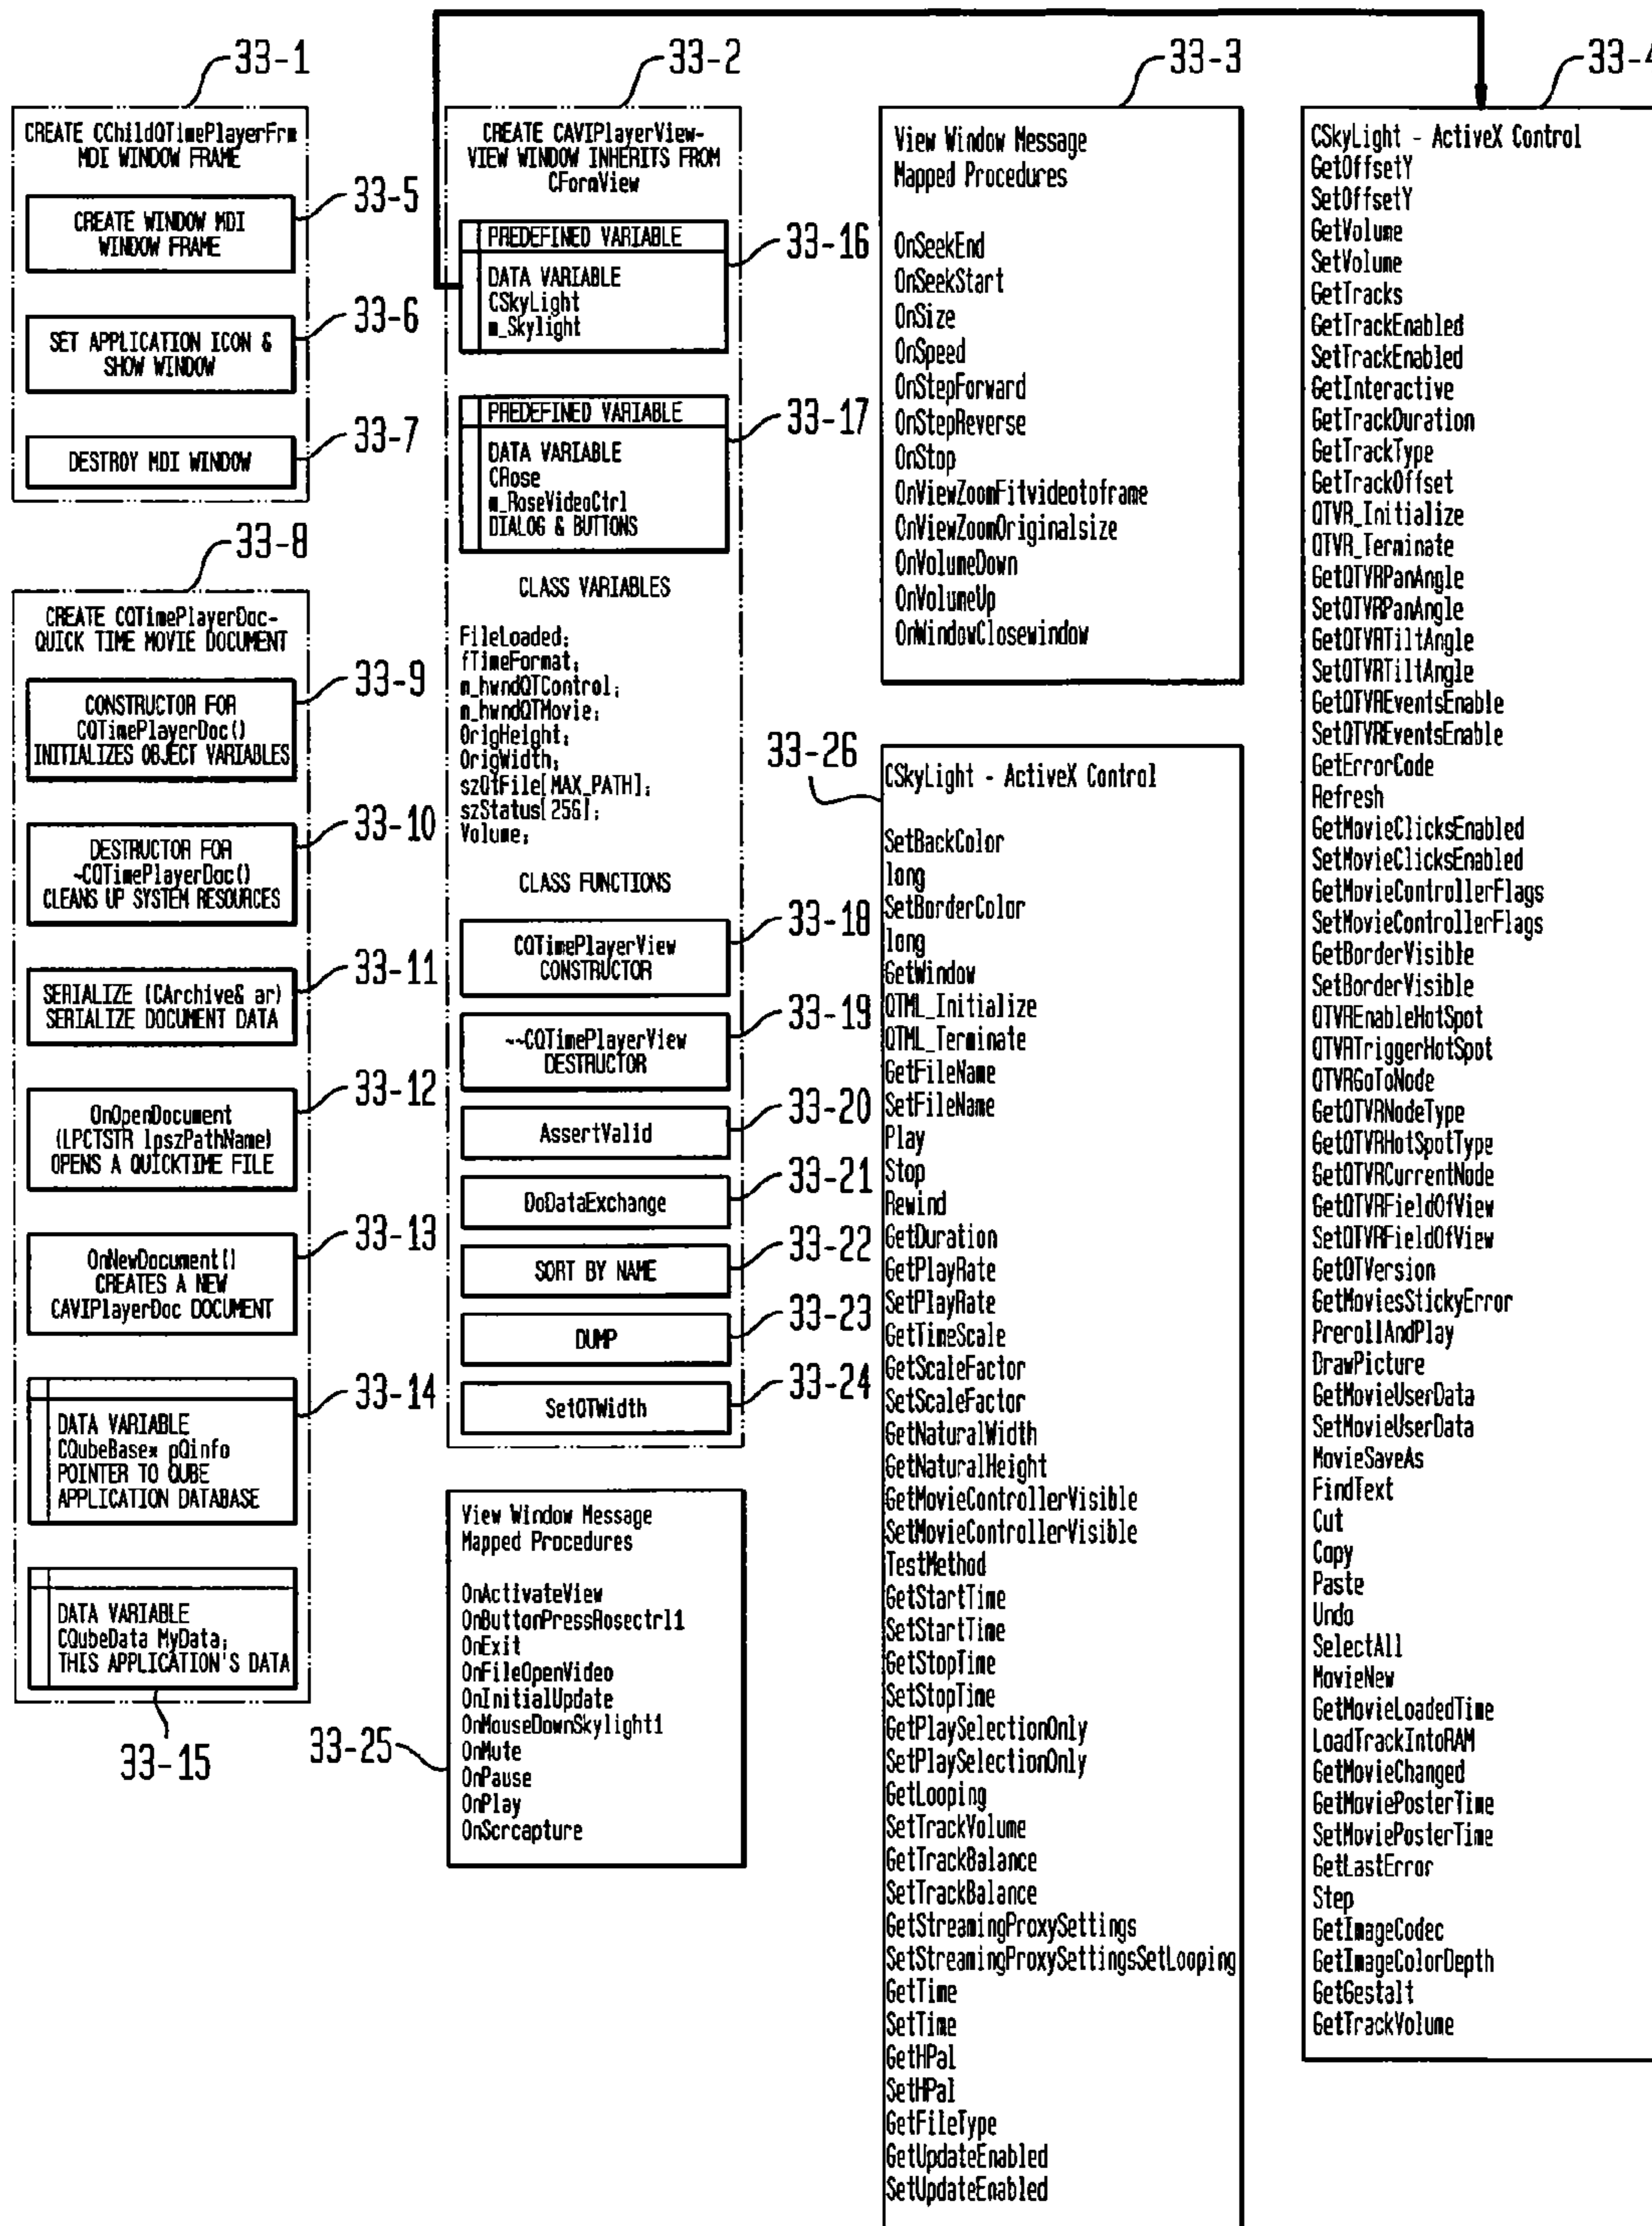 33-1
CREATE CChildQTimePlayerFrm
MDI WINDOW FRAME
CREATE WINDOW MDI
WINDOW FRAME
33-5
SET APPLICATION ICON &
SHOW WINDOW
33-6
DESTROY MDI WINDOW
33-7
33-8
CREATE CQTimePlayerDoc-
QUICK TIME MOVIE DOCUMENT
CONSTRUCTOR FOR
CQTimePlayerDoc()
INITIALIZES OBJECT VARIABLES
33-9
DESTRUCTOR FOR
~CQTimePlayerDoc()
CLEANS UP SYSTEM RESOURCES
33-10
SERIALIZE (CArchive& ar)
SERIALIZE DOCUMENT DATA
33-11
OnOpenDocument
(LPCTSTR lpszPathName)
OPENS A QUICKTIME FILE
33-12
OnNewDocument()
CREATES A NEW
CAVIPlayerDoc DOCUMENT
33-13
DATA VARIABLE
CQubeBase* pQinfo
POINTER TO QUBE
APPLICATION DATABASE
33-14
DATA VARIABLE
CQubeData MyData;
THIS APPLICATION'S DATA
33-15
33-2
CREATE CAVIPlayerView-
VIEW WINDOW INHERITS FROM
CFormView
PREDEFINED VARIABLE
DATA VARIABLE
CSkyLight
m_Skylight
33-16
PREDEFINED VARIABLE
DATA VARIABLE
CRose
m_RoseVideoCtrl
DIALOG & BUTTONS
33-17
CLASS VARIABLES
FileLoaded;
fTimeFormat;
m_hwndQTControl;
m_hwndQTMovie;
OrigHeight;
OrigWidth;
szQtFile[MAX_PATH];
szStatus[256];
Volume;
CLASS FUNCTIONS
CQTimePlayerView
CONSTRUCTOR
33-18
~~CQTimePlayerView
DESTRUCTOR
33-19
AssertValid
33-20
DoDataExchange
33-21
SORT BY NAME
33-22
DUMP
33-23
SetQTWidth
33-24
View Window Message
Mapped Procedures
OnActivateView
OnButtonPressRosectrl1
OnExit
OnFileOpenVideo
OnInitialUpdate
OnMouseDownSkylight1
OnMute
OnPause
OnPlay
OnScrcapture
33-25
33-3
View Window Message
Mapped Procedures
OnSeekEnd
OnSeekStart
OnSize
OnSpeed
OnStepForward
OnStepReverse
OnStop
OnViewZoomFitvideotoframe
OnViewZoomOriginalsize
OnVolumeDown
OnVolumeUp
OnWindowClosewindow
33-26
CSkyLight - ActiveX Control
SetBackColor
long
SetBorderColor
long
GetWindow
QTML_Initialize
QTML_Terminate
GetFileName
SetFileName
Play
Stop
Rewind
GetDuration
GetPlayRate
SetPlayRate
GetTimeScale
GetScaleFactor
SetScaleFactor
GetNaturalWidth
GetNaturalHeight
GetMovieControllerVisible
SetMovieControllerVisible
TestMethod
GetStartTime
SetStartTime
GetStopTime
SetStopTime
GetPlaySelectionOnly
SetPlaySelectionOnly
GetLooping
SetTrackVolume
GetTrackBalance
SetTrackBalance
GetStreamingProxySettings
SetStreamingProxySettingsSetLooping
GetTime
SetTime
GetHPal
SetHPal
GetFileType
GetUpdateEnabled
SetUpdateEnabled
33-4
CSkyLight - ActiveX Control
GetOffsetY
SetOffsetY
GetVolume
SetVolume
GetTracks
GetTrackEnabled
SetTrackEnabled
GetInteractive
GetTrackDuration
GetTrackType
GetTrackOffset
QTVR_Initialize
QTVR_Terminate
GetQTVRPanAngle
SetQTVRPanAngle
GetQTVRTiltAngle
SetQTVRTiltAngle
GetQTVREventsEnable
SetQTVREventsEnable
GetErrorCode
Refresh
GetMovieClicksEnabled
SetMovieClicksEnabled
GetMovieControllerFlags
SetMovieControllerFlags
GetBorderVisible
SetBorderVisible
QTVREnableHotSpot
QTVRTriggerHotSpot
QTVRGoToNode
GetQTVRNodeType
GetQTVRHotSpotType
GetQTVRCurrentNode
GetQTVRFieldOfView
SetQTVRFieldOfView
GetQTVersion
GetMoviesStickyError
PrerollAndPlay
DrawPicture
GetMovieUserData
SetMovieUserData
MovieSaveAs
FindText
Cut
Copy
Paste
Undo
SelectAll
MovieNew
GetMovieLoadedTime
LoadTrackIntoRAM
GetMovieChanged
GetMoviePosterTime
SetMoviePosterTime
GetLastError
Step
GetImageCodec
GetImageColorDepth
GetGestalt
GetTrackVolume